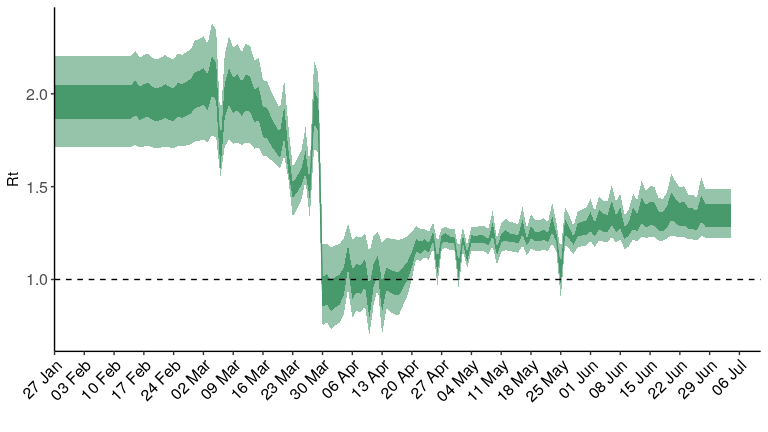 Rt
2.0
1.5
1.0
27 Jan
03 Feb
10 Feb
17 Feb
24 Feb
02 Mar
09 Mar
16 Mar
23 Mar
30 Mar
06 Apr
13 Apr
20 Apr
27 Apr
04 May
11 May
18 May
25 May
01 Jun
08 Jun
15 Jun
22 Jun
29 Jun
06 Jul